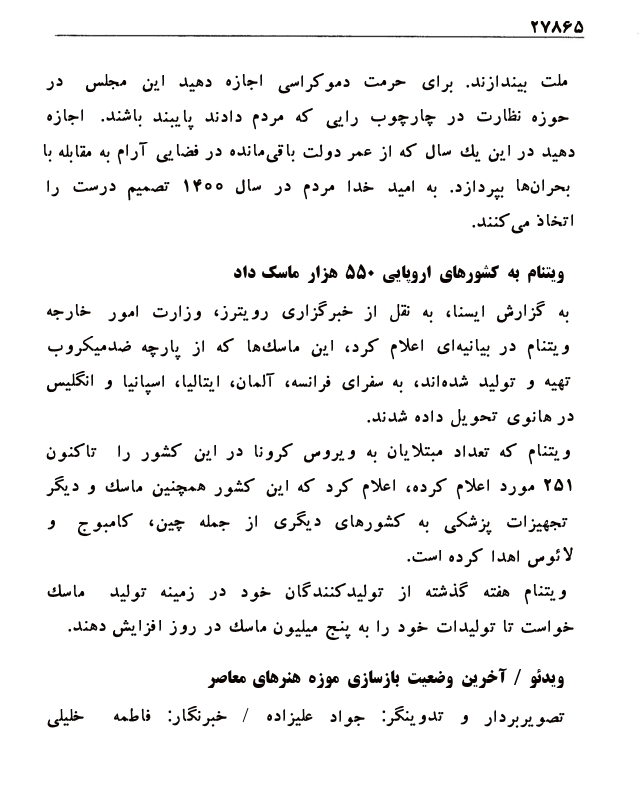 ۲۷۸۶۵
ملت بیندازند. برای حرمت دموکراسی اجازه دهید این مجلس در
حوزه نظارت در چارچوب رایی که مردم دادند پایبند باشند. اجازه
دهید در این یك سال که از عمر دولت باقی‌مانده در فضایی آرام به مقابله با
بحران‌ها بپردازد. به امید خدا مردم در سال ۱۴۰۰ تصمیم درست را
اتخاذ می‌کنند.
ویتنام به کشورهای اروپایی ۵۵۰ هزار ماسک داد
به گزارش ایسنا، به نقل از خبرگزاری رویترز، وزارت امور خارجه
ویتنام در بیانیه‌ای اعلام کرد، این ماسك‌ها که از پارچه ضدمیکروب
تهیه و تولید شده‌اند، به سفرای فرانسه، آلمان، ایتالیا، اسپانیا و انگلیس
در هانوی تحویل داده شدند.
ویتنام که تعداد مبتلایان به ویروس کرونا در این کشور را تاکنون
۲۵۱ مورد اعلام کرده، اعلام کرد که این کشور همچنین ماسك و دیگر
تجهیزات پزشکی به کشورهای دیگری از جمله چین، کامبوج و
لائوس اهدا کرده است.
ویتنام هفته گذشته از تولیدکنندگان خود در زمینه تولید ماسك
خواست تا تولیدات خود را به پنج میلیون ماسك در روز افزایش دهند.
ویدئو / آخرین وضعیت بازسازی موزه هنرهای معاصر
تصویربردار و تدوینگر: جواد علیزاده / خبرنگار: فاطمه خلیلی